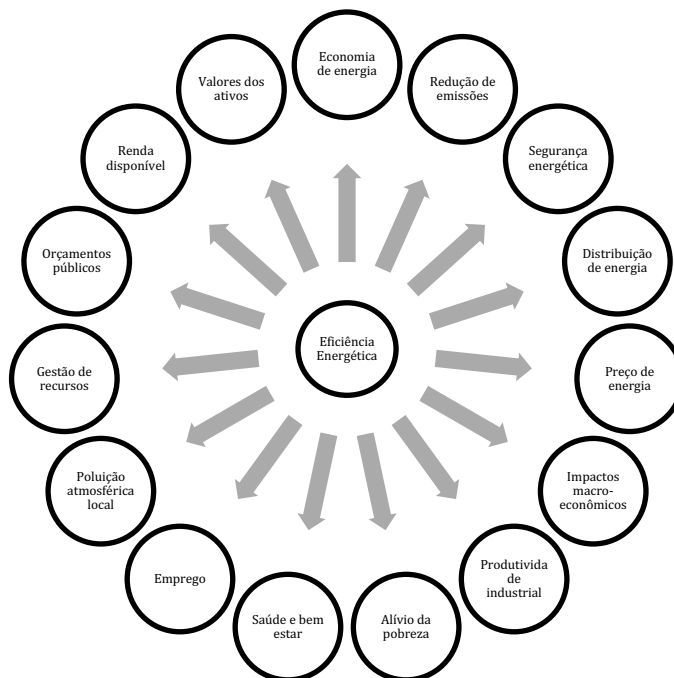 Economia
de energia
Redução de
emissões
Segurança
energética
Distribuição
de energia
Preço de
energia
Impactos
macro-
econômicos
Produtivida
de
industrial
Alívio da
pobreza
Saúde e bem
estar
Emprego
Poluição
atmosférica
local
Gestão de
recursos
Orçamentos
públicos
Renda
disponível
Valores dos
ativos
Eficiência
Energética